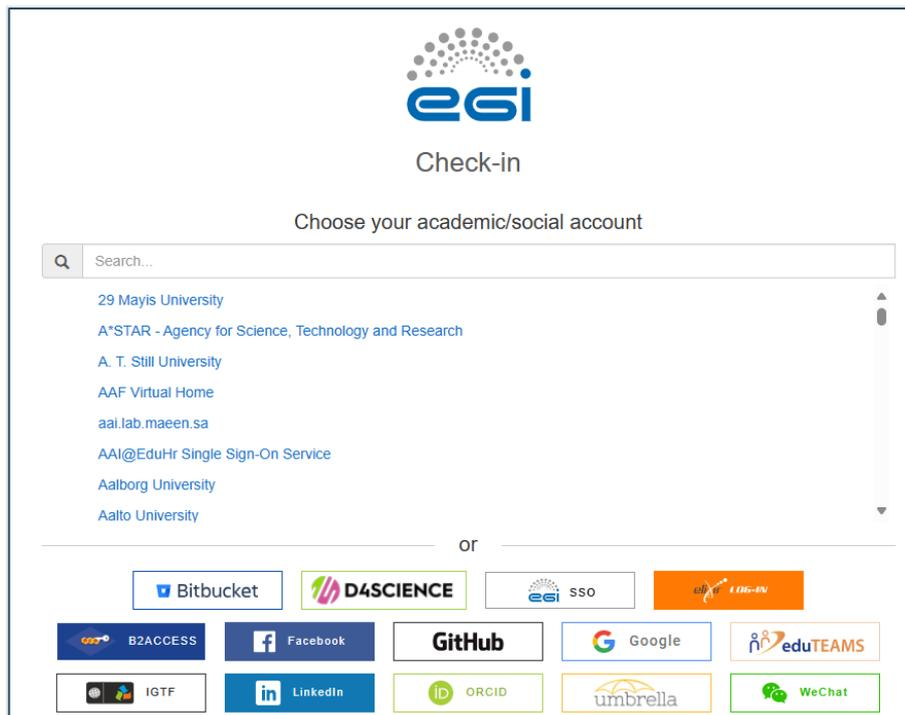 egi
Check-in
Choose your academic/social account
Search...
29 Mayis University
A*STAR - Agency for Science, Technology and Research
A. T. Still University
AAF Virtual Home
aai.lab.maeen.sa
AAI@EduHr Single Sign-On Service
Aalborg University
Aalto University
or
Bitbucket D4SCIENCE egi SSO elixir LOG-IN
B2ACCESS Facebook GitHub Google eduTEAMS
IGTF LinkedIn iD ORCID umbrella WeChat